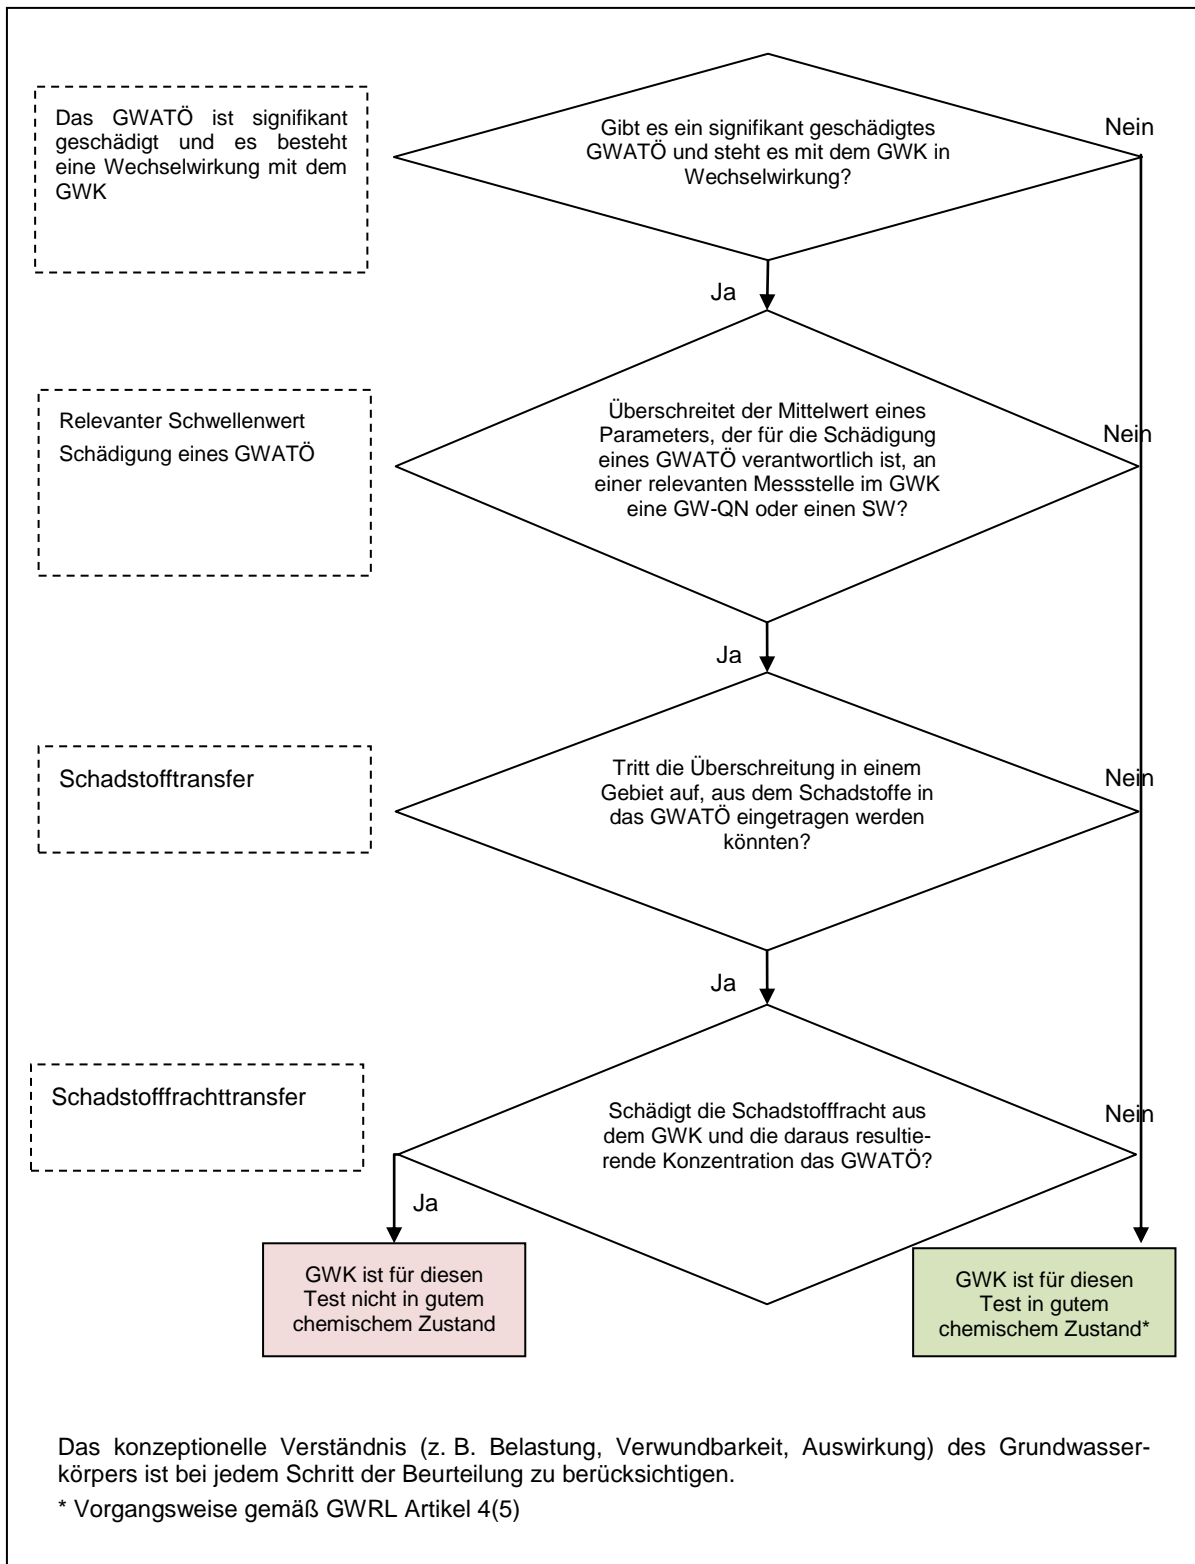 Das GWATÖ ist signifikant
geschädigt und es besteht
eine Wechselwirkung mit dem
GWK
Gibt es ein signifikant geschädigtes
GWATÖ und steht es mit dem GWK in
Wechselwirkung?
Nein
Ja
Relevanter Schwellenwert
Schädigung eines GWATÖ
Überschreitet der Mittelwert eines
Parameters, der für die Schädigung
eines GWATÖ verantwortlich ist, an
einer relevanten Messstelle im GWK
eine GW-QN oder einen SW?
Nein
Ja
Schadstofftransfer
Tritt die Überschreitung in einem
Gebiet auf, aus dem Schadstoffe in
das GWATÖ eingetragen werden
könnten?
Nein
Ja
Schadstofffrachttransfer
Schädigt die Schadstofffracht aus
dem GWK und die daraus resultie-
rende Konzentration das GWATÖ?
Nein
Ja
GWK ist für diesen
Test nicht in gutem
chemischem Zustand
GWK ist für diesen
Test in gutem
chemischem Zustand*
Das konzeptionelle Verständnis (z. B. Belastung, Verwundbarkeit, Auswirkung) des Grundwasser-
körpers ist bei jedem Schritt der Beurteilung zu berücksichtigen.
* Vorgangsweise gemäß GWRL Artikel 4(5)